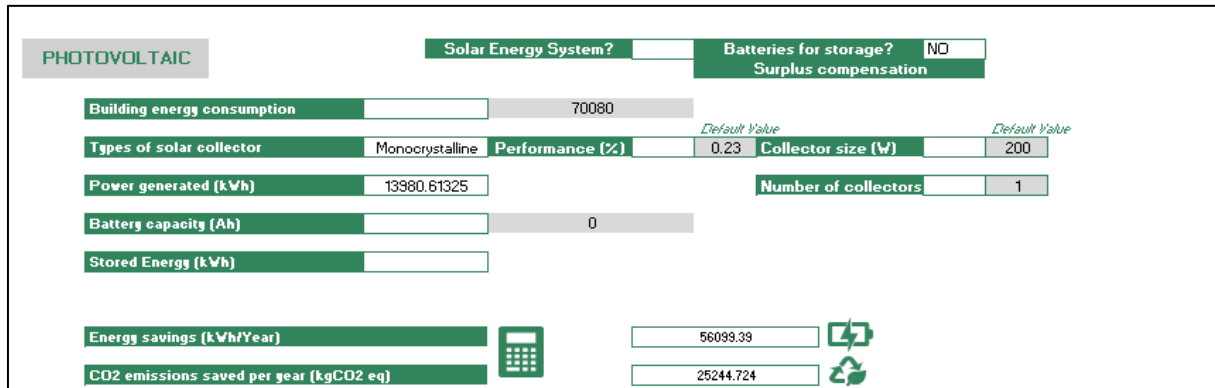 PHOTOVOLTAIC
Solar Energy System?
Batteries for storage? NO
Surplus compensation
Building energy consumption 70080
Default Value Default Value
Types of solar collector Monocrystalline Performance (%) 0.23 Collector size (W) 200
Power generated (kWh) 13980.61325 Number of collectors 1
Battery capacity (Ah) 0
Stored Energy (kWh)
Energy savings (kWh/Year) 56099.39
CO2 emissions saved per year (kgCO2 eq) 25244.724